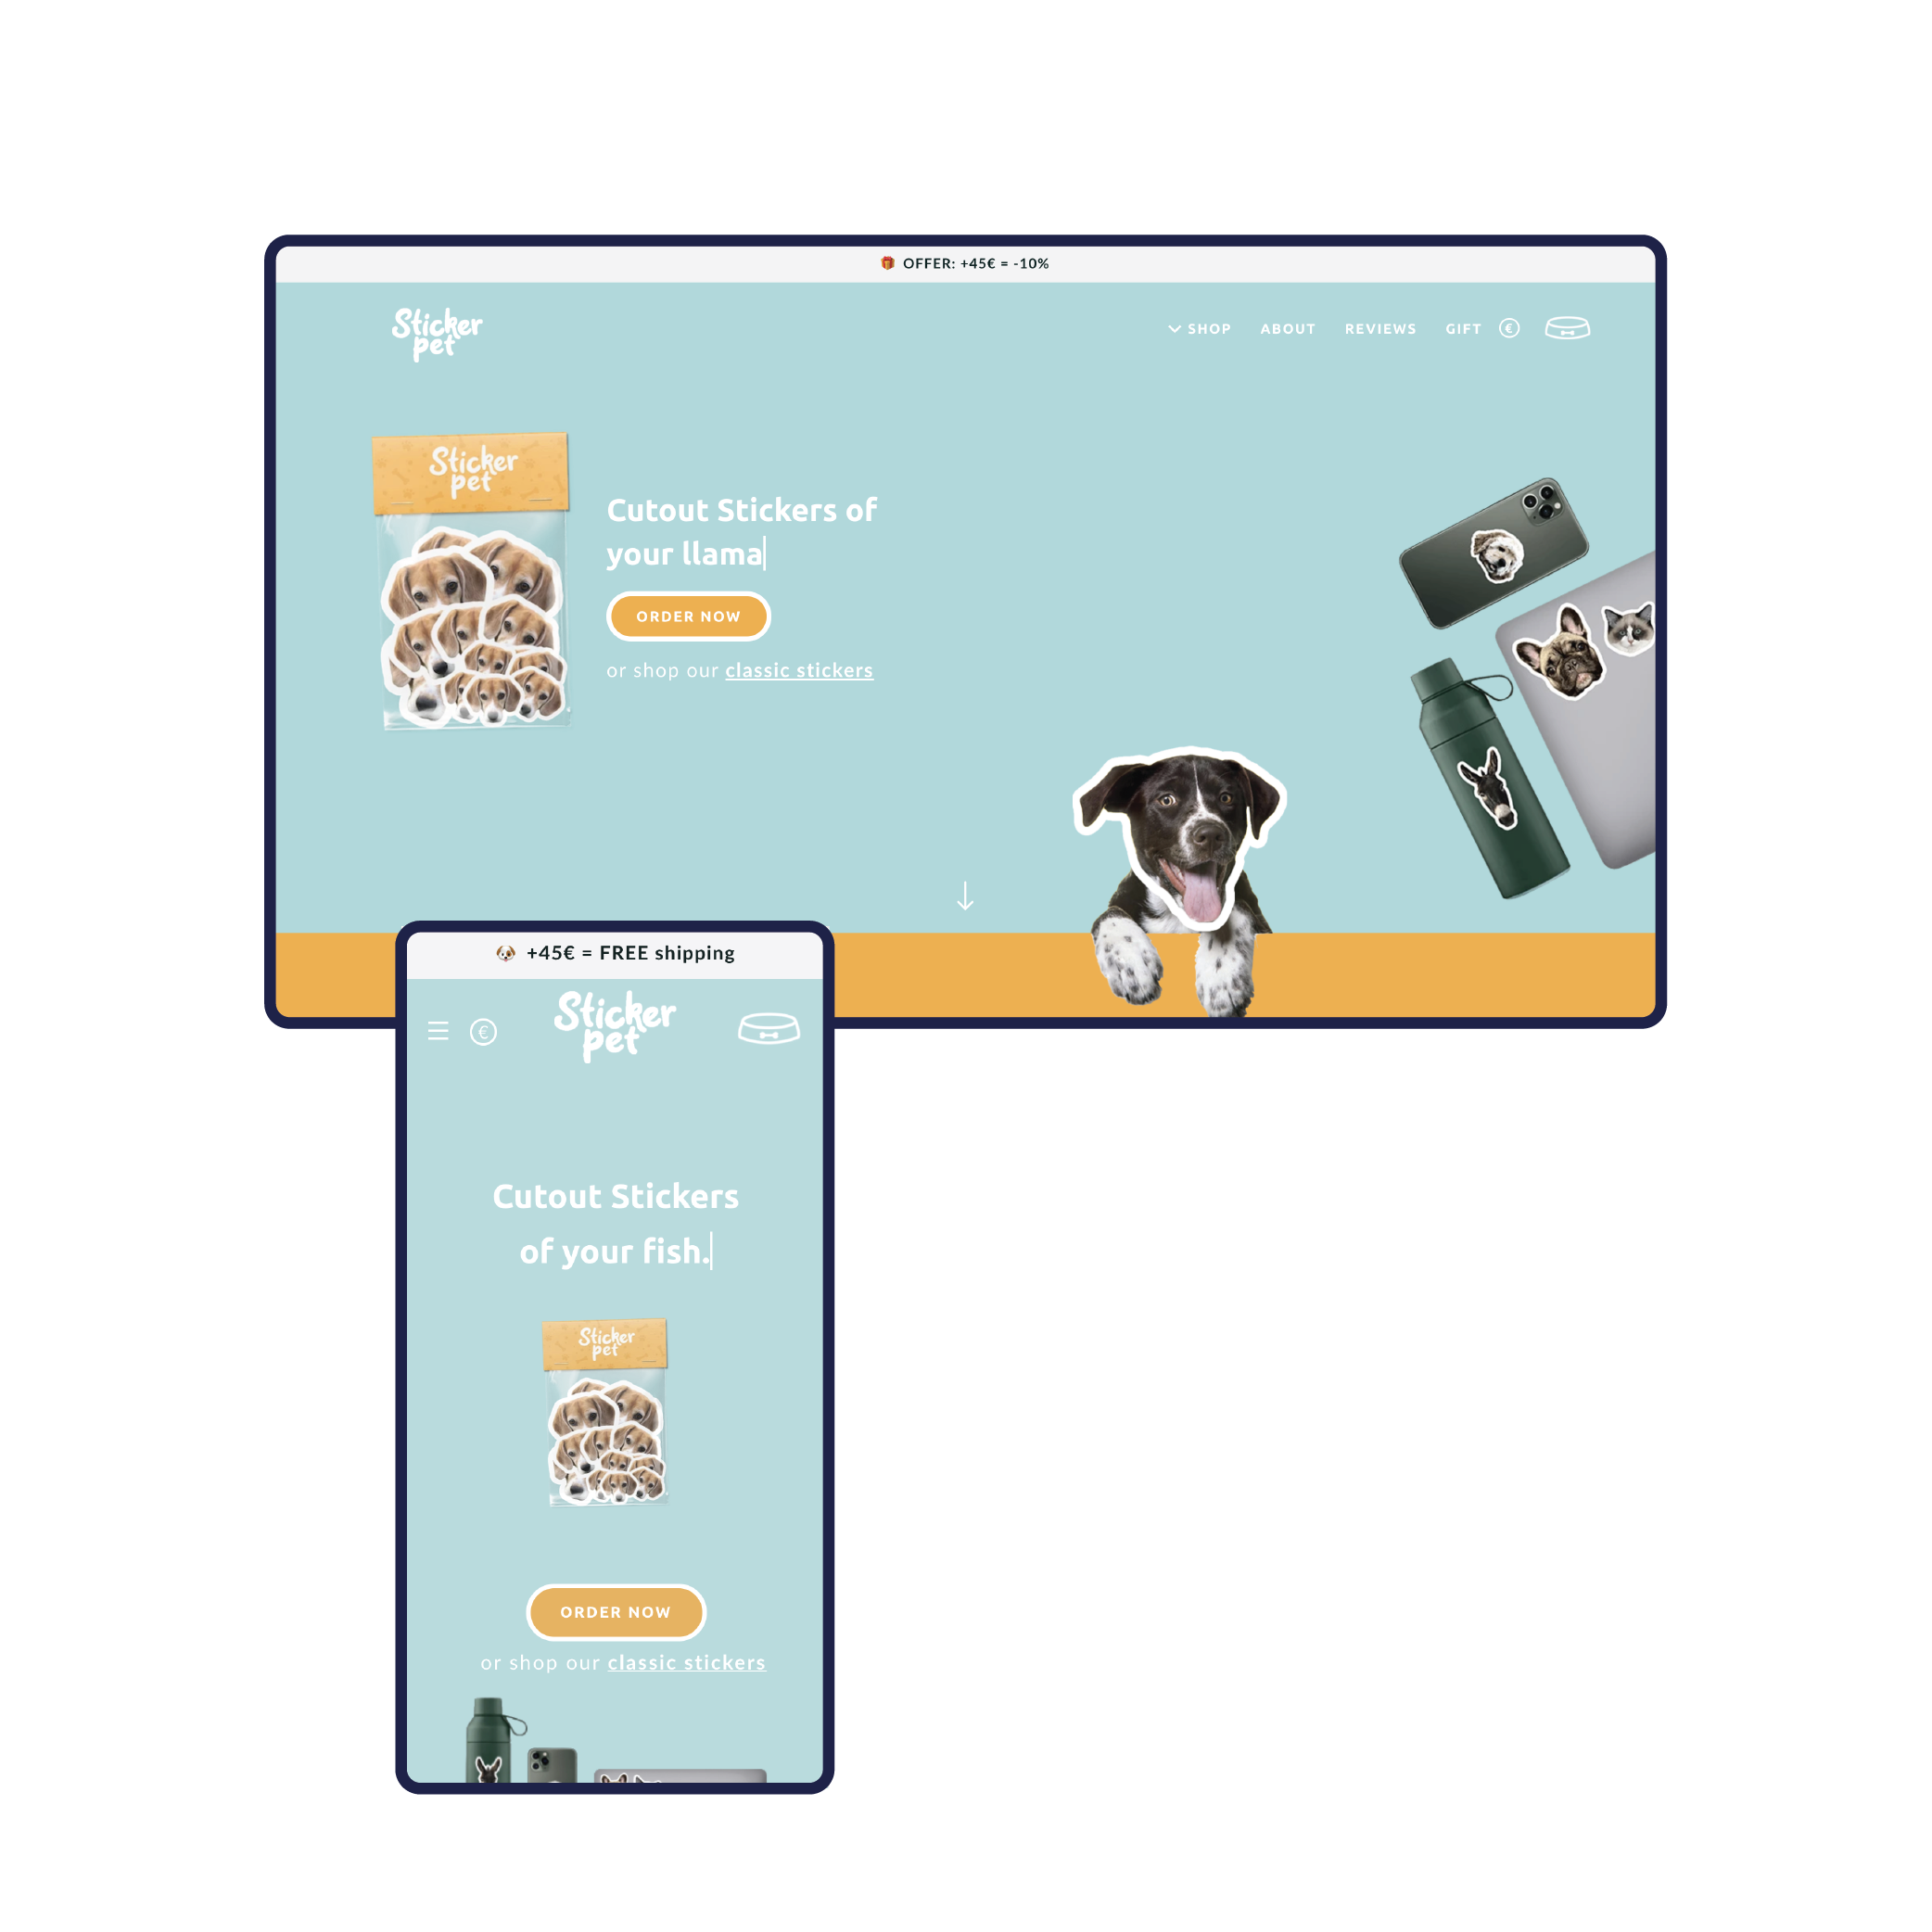 🎁 OFFER: +45€ = -10%
Sticker
pet
SHOP ABOUT REVIEWS GIFT €
Sticker
pet
Cutout Stickers of
your llama
ORDER NOW
or shop our classic stickers
🐶 +45€ = FREE shipping
€
Sticker
pet
Cutout Stickers
of your fish.
Sticker
pet
ORDER NOW
or shop our classic stickers